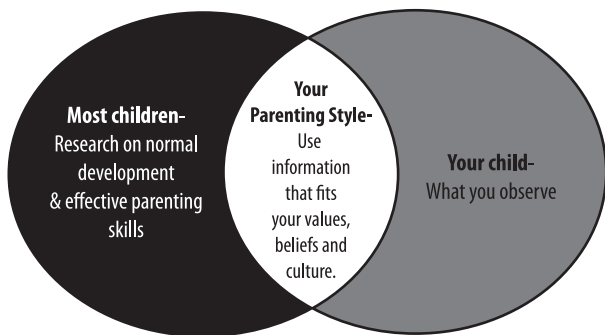 Most children-
Research on normal
development
& effective parenting
skills
Your
Parenting Style-
Use
information
that fits
your values,
beliefs and
culture.
Your child-
What you observe